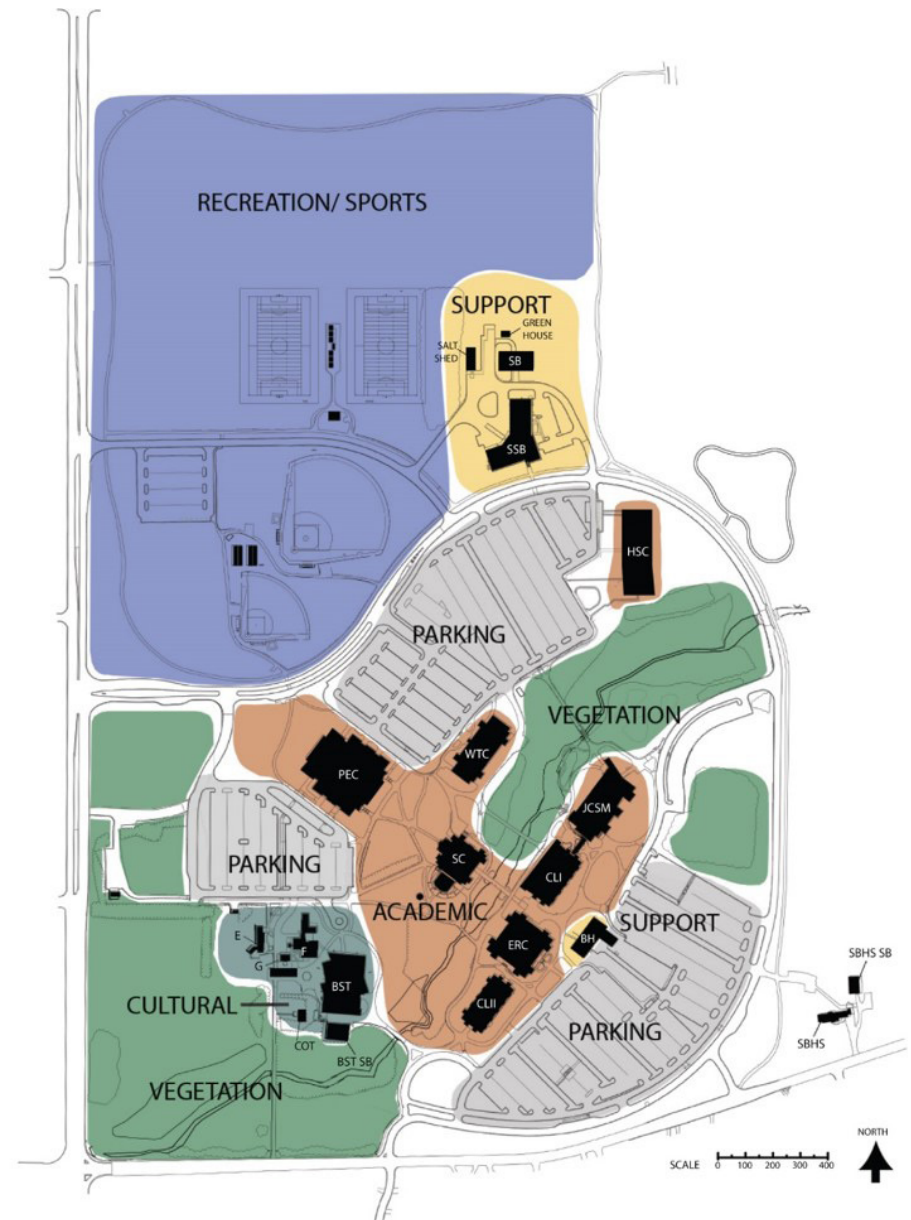 RECREATION/ SPORTS
SUPPORT
GREEN
HOUSE
SALT
SHED
SB
SSB
HSC
PARKING
VEGETATION
WTC
PEC
JCSM
SC
CLI
PARKING
ACADEMIC
SUPPORT
BH
ERC
E
F
G
BST
CLII
CULTURAL
COT
BST SB
PARKING
SBHS SB
SBHS
VEGETATION
NORTH
SCALE 0 100 200 300 400